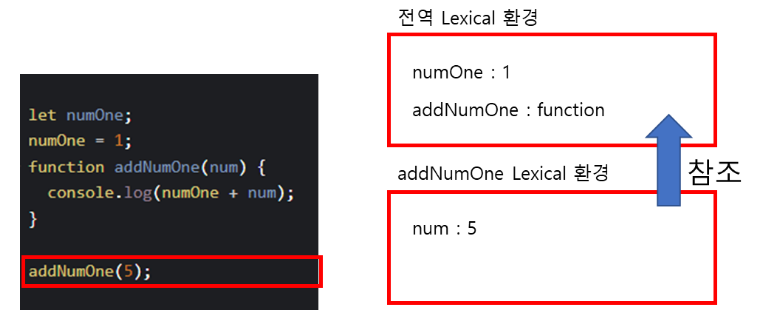 let numOne;
numOne = 1;
function addNumOne(num) {
  console.log(numOne + num);
}
addNumOne(5);
전역 Lexical 환경
numOne : 1
addNumOne : function
참조
addNumOne Lexical 환경
num : 5